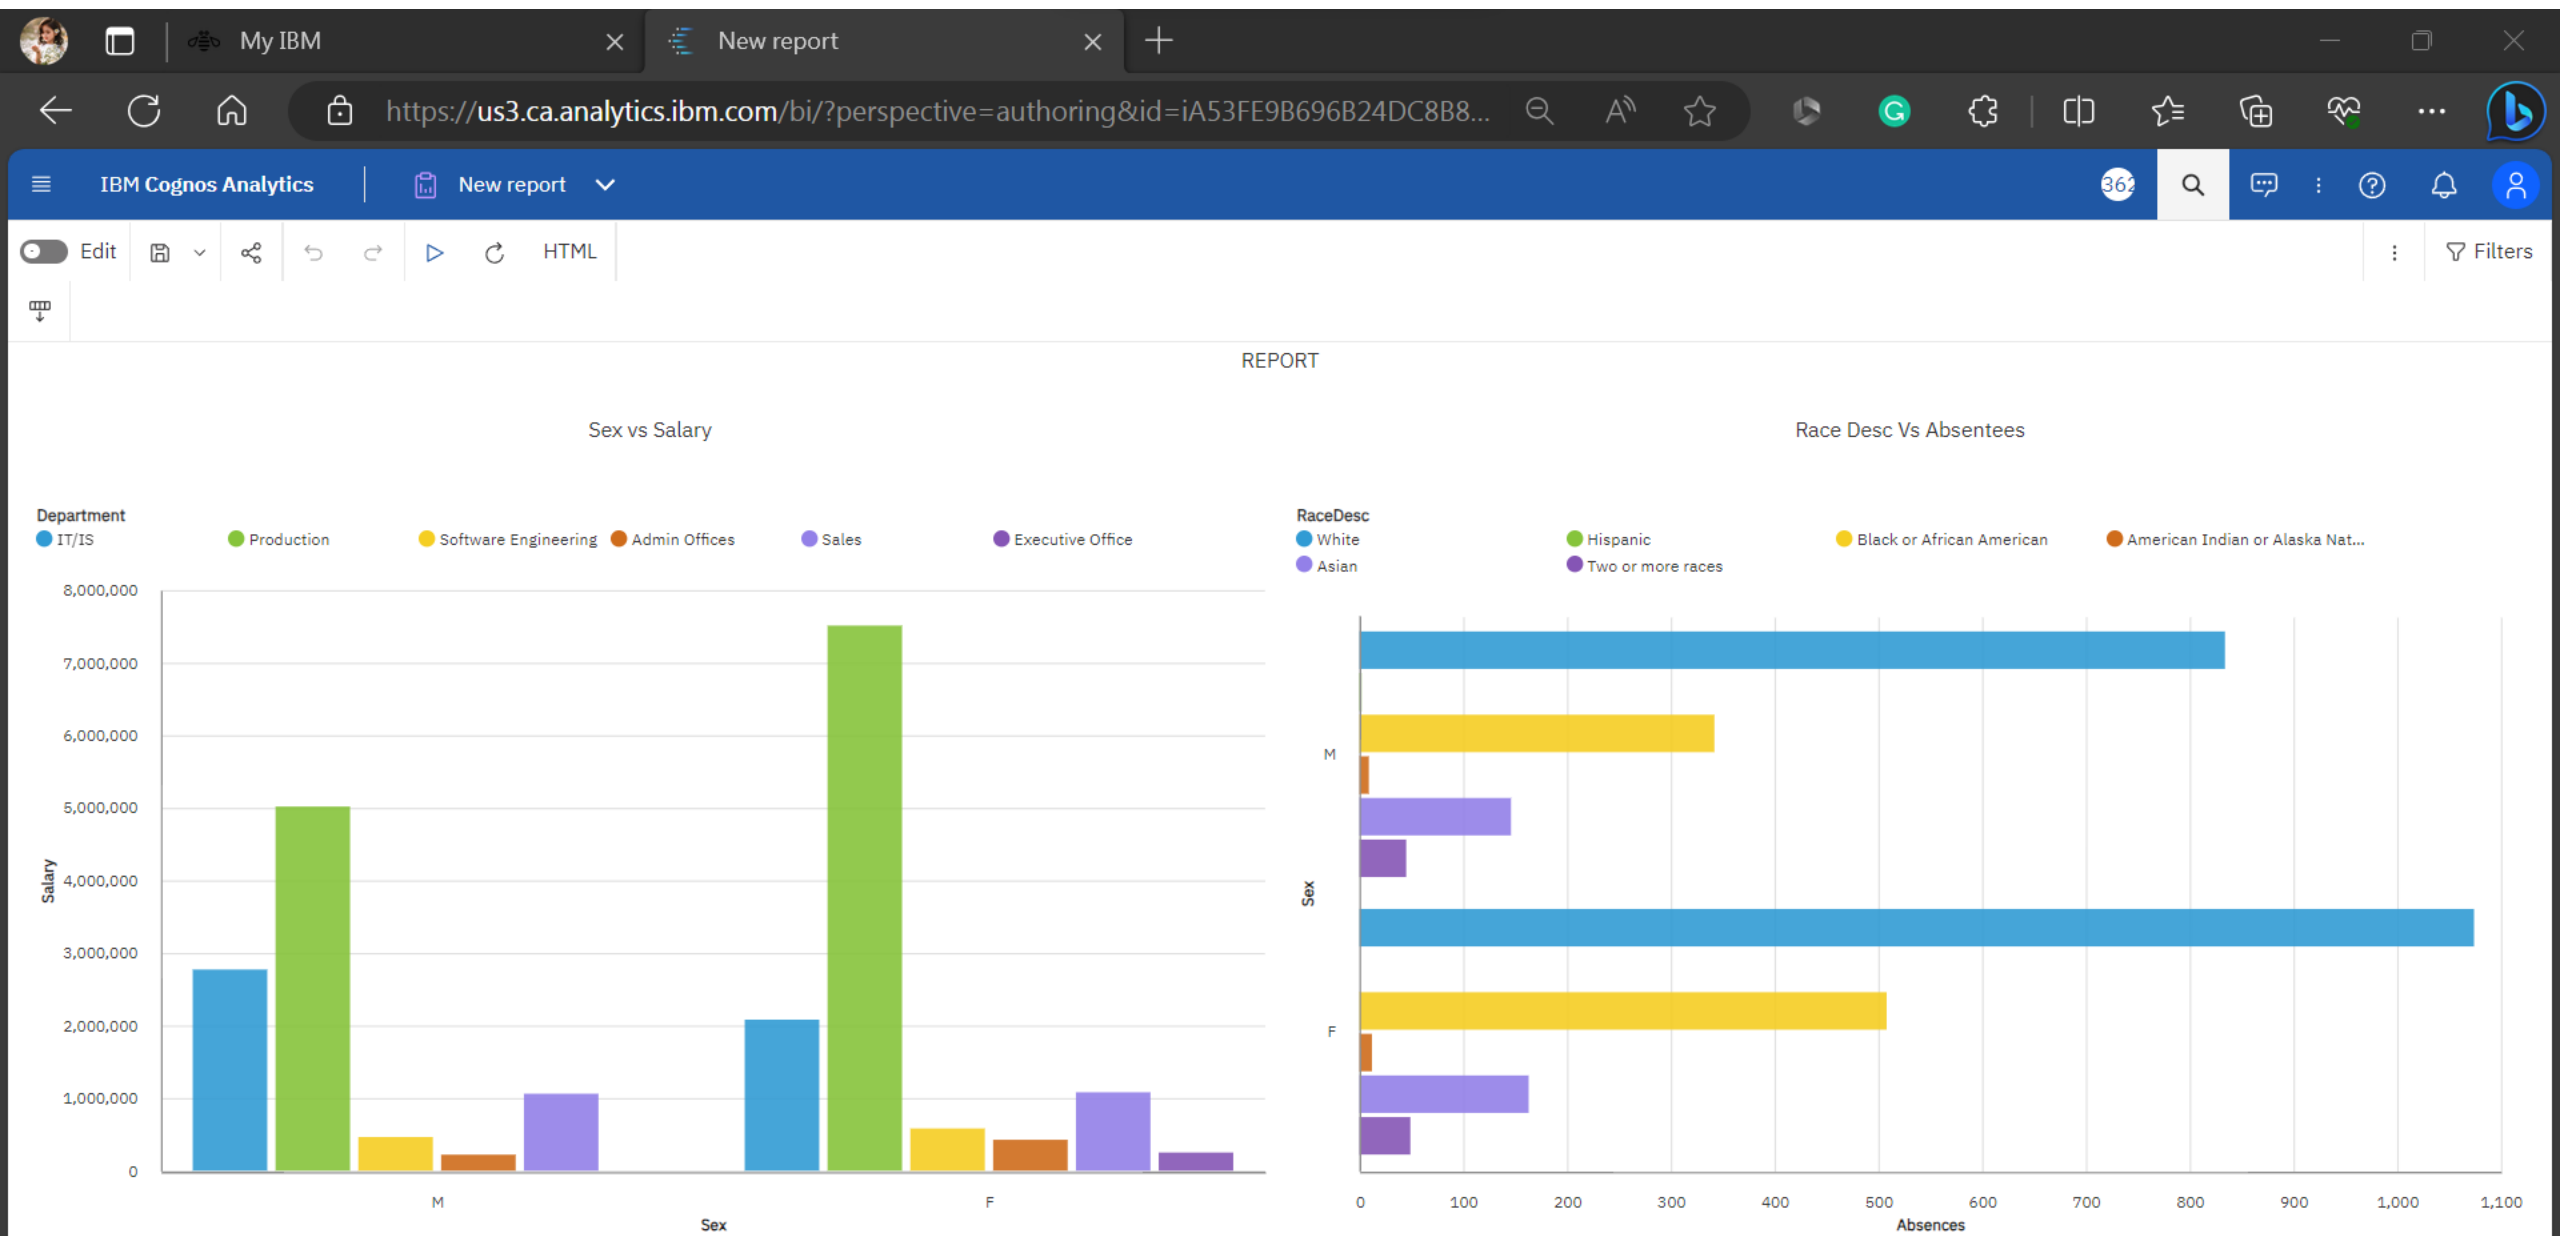 My IBM
New report
https://us3.ca.analytics.ibm.com/bi/?perspective=authoring&id=iA53FE9B696B24DC8B8...
IBM Cognos Analytics
New report
362
Edit
HTML
Filters
REPORT
Sex vs Salary
Department
IT/IS
Production
Software Engineering
Admin Offices
Sales
Executive Office
8,000,000
7,000,000
6,000,000
5,000,000
4,000,000
3,000,000
2,000,000
1,000,000
0
Salary
M
F
Sex
Race Desc Vs Absentees
RaceDesc
White
Hispanic
Black or African American
American Indian or Alaska Nat...
Asian
Two or more races
M
F
Sex
0
100
200
300
400
500
600
700
800
900
1,000
1,100
Absences